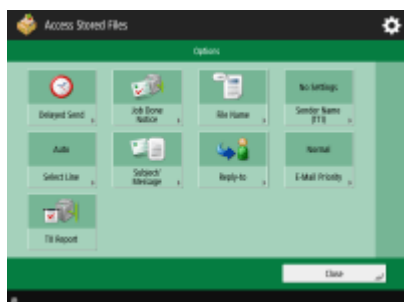 Access Stored Files
Options
Delayed Send
Job Done
Notice
File Name
No Settings
Sender Name
(TTI)
Auto
Select Line
Subject/
Message
Reply-to
Normal
E-Mail Priority
TX Report
Close